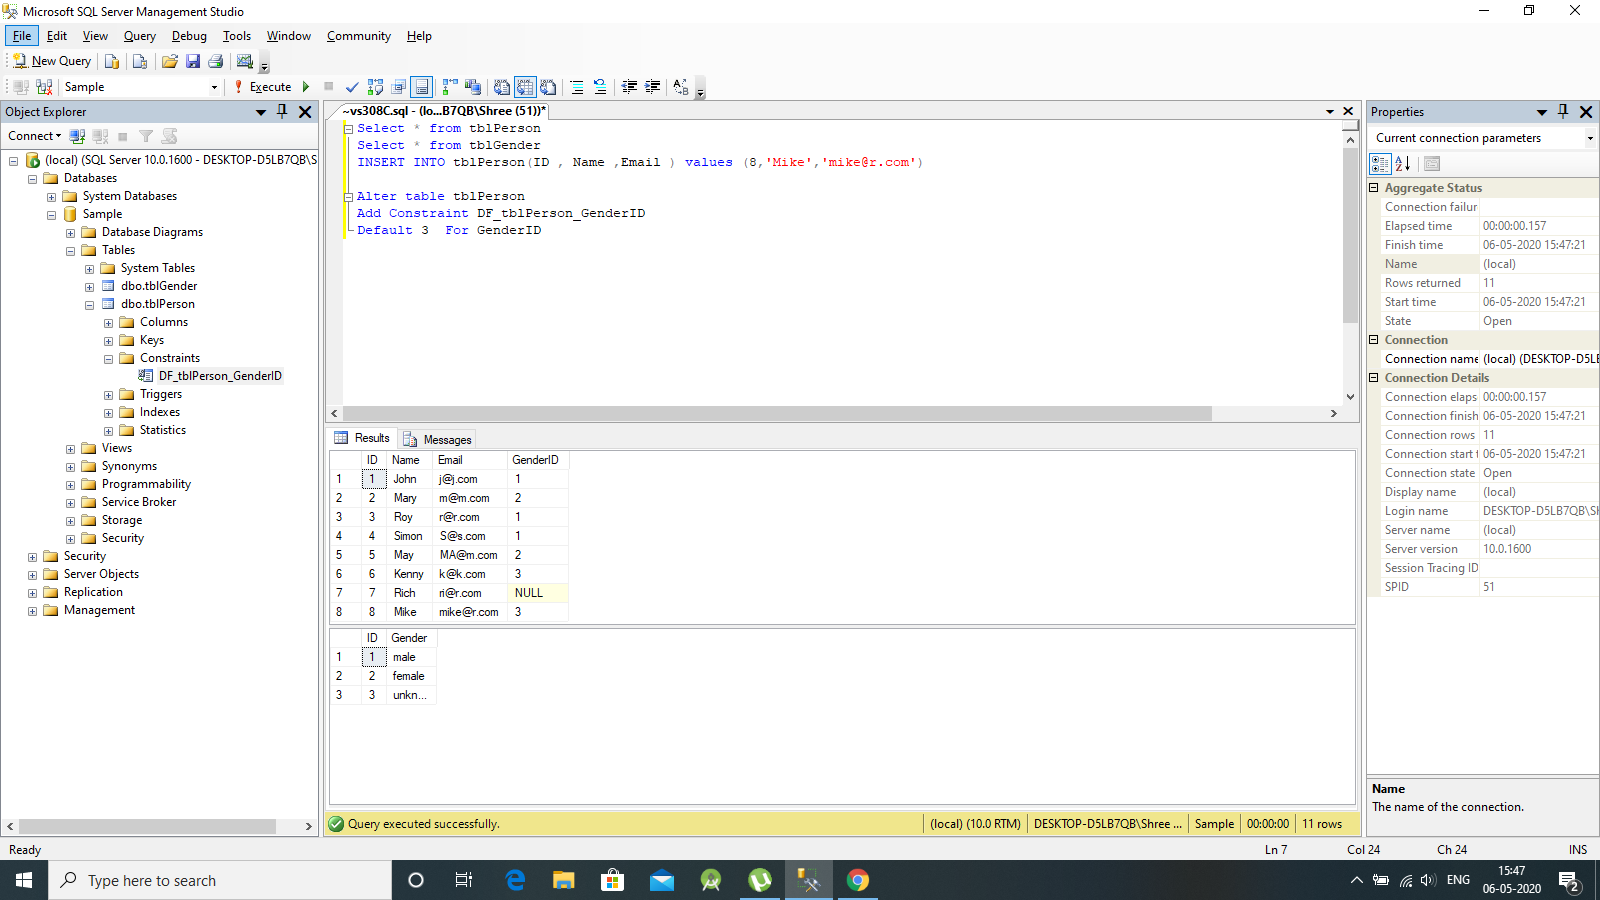 Microsoft SQL Server Management Studio
File Edit View Query Debug Tools Window Community Help
New Query
Sample Execute
Object Explorer
Connect
(local) (SQL Server 10.0.1600 - DESKTOP-D5LB7QB\S
Databases
System Databases
Sample
Database Diagrams
Tables
System Tables
dbo.tblGender
dbo.tblPerson
Columns
Keys
Constraints
DF_tblPerson_GenderID
Triggers
Indexes
Statistics
Views
Synonyms
Programmability
Service Broker
Storage
Security
Security
Server Objects
Replication
Management
~vs308C.sql - (lo...B7QB\Shree (51))*
Select * from tblPerson
Select * from tblGender
INSERT INTO tblPerson(ID , Name ,Email ) values (8,'Mike','mike@r.com')
Alter table tblPerson
Add Constraint DF_tblPerson_GenderID
Default 3 For GenderID
Results Messages
ID Name Email GenderID
1 1 John j@j.com 1
2 2 Mary m@m.com 2
3 3 Roy r@r.com 1
4 4 Simon S@s.com 1
5 5 May MA@m.com 2
6 6 Kenny k@k.com 3
7 7 Rich ri@r.com NULL
8 8 Mike mike@r.com 3
ID Gender
1 1 male
2 2 female
3 3 unkn...
Query executed successfully. (local) (10.0 RTM) DESKTOP-D5LB7QB\Shree ... Sample 00:00:00 11 rows
Properties
Current connection parameters
Aggregate Status
Connection failur
Elapsed time 00:00:00.157
Finish time 06-05-2020 15:47:21
Name (local)
Rows returned 11
Start time 06-05-2020 15:47:21
State Open
Connection
Connection name (local) (DESKTOP-D5LE
Connection Details
Connection elaps 00:00:00.157
Connection finish 06-05-2020 15:47:21
Connection rows 11
Connection start t 06-05-2020 15:47:21
Connection state Open
Display name (local)
Login name DESKTOP-D5LB7QB\SH
Server name (local)
Server version 10.0.1600
Session Tracing ID
SPID 51
Name
The name of the connection.
Ready Ln 7 Col 24 Ch 24 INS
Type here to search
ENG
15:47
06-05-2020
2